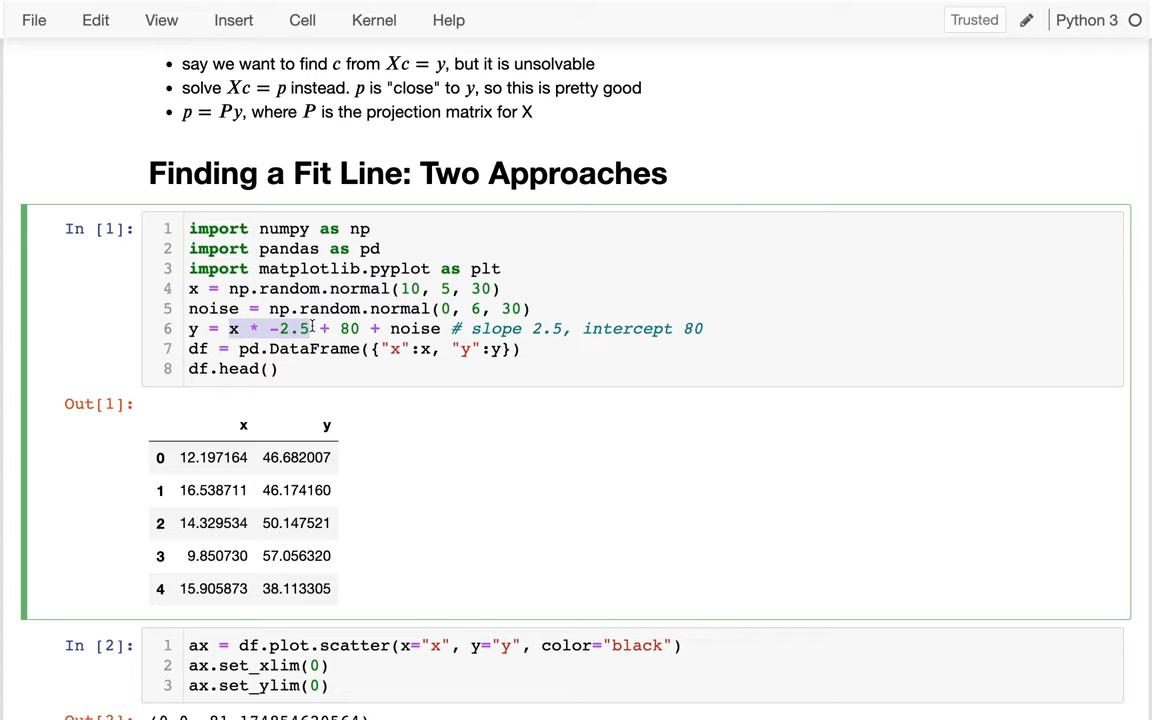 File Edit View Insert Cell Kernel Help Trusted Python 3
• say we want to find c from Xc = y, but it is unsolvable
• solve Xc = p instead. p is "close" to y, so this is pretty good
• p = Py, where P is the projection matrix for X
Finding a Fit Line: Two Approaches
In [1]:
1 import numpy as np
2 import pandas as pd
3 import matplotlib.pyplot as plt
4 x = np.random.normal(10, 5, 30)
5 noise = np.random.normal(0, 6, 30)
6 y = x * -2.5 + 80 + noise # slope 2.5, intercept 80
7 df = pd.DataFrame({"x":x, "y":y})
8 df.head()
Out[1]:
x y
0 12.197164 46.682007
1 16.538711 46.174160
2 14.329534 50.147521
3 9.850730 57.056320
4 15.905873 38.113305
In [2]:
1 ax = df.plot.scatter(x="x", y="y", color="black")
2 ax.set_xlim(0)
3 ax.set_ylim(0)